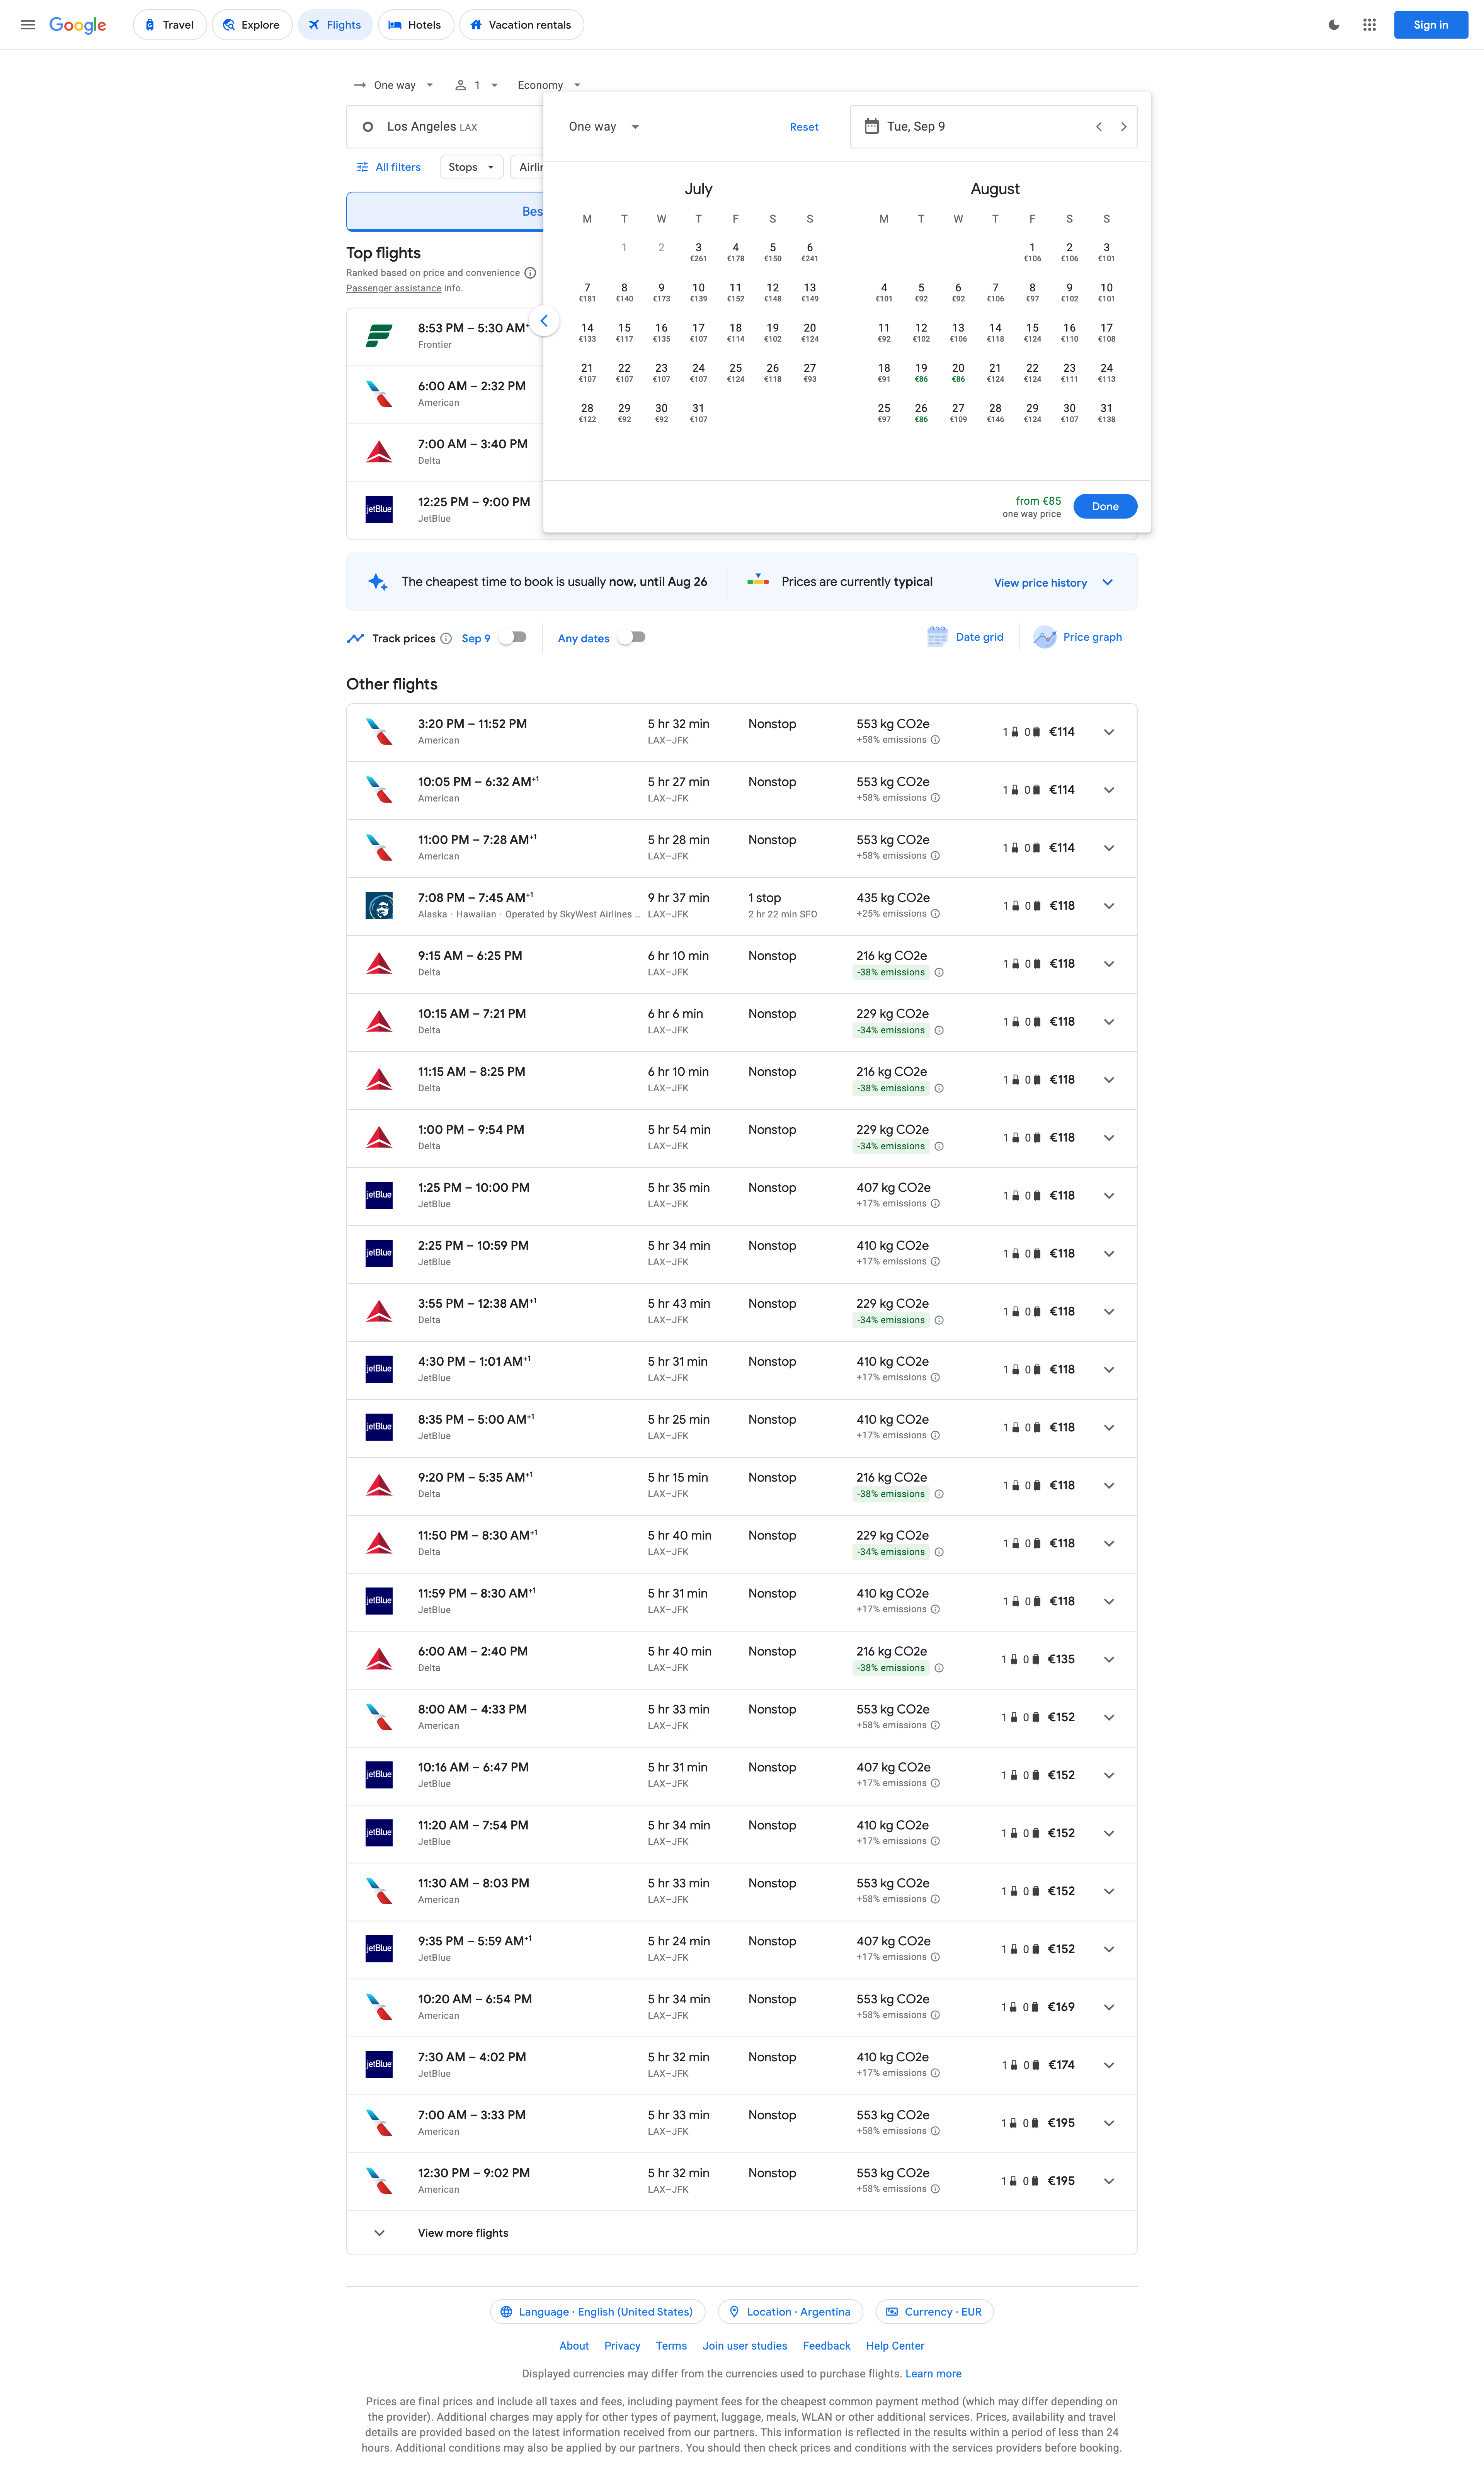 Google
Travel
Explore
Flights
Hotels
Vacation rentals
Sign in
One way
1
Economy
Los Angeles LAX
One way
Reset
Tue, Sep 9
All filters
Stops
Airlin
Bes
Top flights
Ranked based on price and convenience
Passenger assistance info.
July
M T W T F S S
1 2 3 4 5 6
€261 €178 €150 €241
7 8 9 10 11 12 13
€181 €140 €173 €139 €152 €148 €149
14 15 16 17 18 19 20
€133 €117 €135 €107 €114 €102 €124
21 22 23 24 25 26 27
€107 €107 €107 €107 €124 €118 €93
28 29 30 31
€122 €92 €92 €107
August
M T W T F S S
1 2 3
€106 €106 €101
4 5 6 7 8 9 10
€101 €92 €92 €106 €97 €102 €101
11 12 13 14 15 16 17
€92 €102 €106 €118 €124 €110 €108
18 19 20 21 22 23 24
€91 €86 €86 €124 €124 €111 €113
25 26 27 28 29 30 31
€97 €86 €109 €146 €124 €107 €138
from €85
one way price
Done
8:53 PM – 5:30 AM+
Frontier
6:00 AM – 2:32 PM
American
7:00 AM – 3:40 PM
Delta
jetBlue
12:25 PM – 9:00 PM
JetBlue
The cheapest time to book is usually now, until Aug 26
Prices are currently typical
View price history
Track prices
Sep 9
Any dates
Date grid
Price graph
Other flights
3:20 PM – 11:52 PM 5 hr 32 min Nonstop 553 kg CO2e 1 0 €114
American LAX–JFK +58% emissions
10:05 PM – 6:32 AM+1 5 hr 27 min Nonstop 553 kg CO2e 1 0 €114
American LAX–JFK +58% emissions
11:00 PM – 7:28 AM+1 5 hr 28 min Nonstop 553 kg CO2e 1 0 €114
American LAX–JFK +58% emissions
7:08 PM – 7:45 AM+1 9 hr 37 min 1 stop 435 kg CO2e 1 0 €118
Alaska · Hawaiian · Operated by SkyWest Airlines ... LAX–JFK 2 hr 22 min SFO +25% emissions
9:15 AM – 6:25 PM 6 hr 10 min Nonstop 216 kg CO2e 1 0 €118
Delta LAX–JFK -38% emissions
10:15 AM – 7:21 PM 6 hr 6 min Nonstop 229 kg CO2e 1 0 €118
Delta LAX–JFK -34% emissions
11:15 AM – 8:25 PM 6 hr 10 min Nonstop 216 kg CO2e 1 0 €118
Delta LAX–JFK -38% emissions
1:00 PM – 9:54 PM 5 hr 54 min Nonstop 229 kg CO2e 1 0 €118
Delta LAX–JFK -34% emissions
jetBlue
1:25 PM – 10:00 PM 5 hr 35 min Nonstop 407 kg CO2e 1 0 €118
JetBlue LAX–JFK +17% emissions
jetBlue
2:25 PM – 10:59 PM 5 hr 34 min Nonstop 410 kg CO2e 1 0 €118
JetBlue LAX–JFK +17% emissions
3:55 PM – 12:38 AM+1 5 hr 43 min Nonstop 229 kg CO2e 1 0 €118
Delta LAX–JFK -34% emissions
jetBlue
4:30 PM – 1:01 AM+1 5 hr 31 min Nonstop 410 kg CO2e 1 0 €118
JetBlue LAX–JFK +17% emissions
jetBlue
8:35 PM – 5:00 AM+1 5 hr 25 min Nonstop 410 kg CO2e 1 0 €118
JetBlue LAX–JFK +17% emissions
9:20 PM – 5:35 AM+1 5 hr 15 min Nonstop 216 kg CO2e 1 0 €118
Delta LAX–JFK -38% emissions
11:50 PM – 8:30 AM+1 5 hr 40 min Nonstop 229 kg CO2e 1 0 €118
Delta LAX–JFK -34% emissions
jetBlue
11:59 PM – 8:30 AM+1 5 hr 31 min Nonstop 410 kg CO2e 1 0 €118
JetBlue LAX–JFK +17% emissions
6:00 AM – 2:40 PM 5 hr 40 min Nonstop 216 kg CO2e 1 0 €135
Delta LAX–JFK -38% emissions
8:00 AM – 4:33 PM 5 hr 33 min Nonstop 553 kg CO2e 1 0 €152
American LAX–JFK +58% emissions
jetBlue
10:16 AM – 6:47 PM 5 hr 31 min Nonstop 407 kg CO2e 1 0 €152
JetBlue LAX–JFK +17% emissions
jetBlue
11:20 AM – 7:54 PM 5 hr 34 min Nonstop 410 kg CO2e 1 0 €152
JetBlue LAX–JFK +17% emissions
11:30 AM – 8:03 PM 5 hr 33 min Nonstop 553 kg CO2e 1 0 €152
American LAX–JFK +58% emissions
jetBlue
9:35 PM – 5:59 AM+1 5 hr 24 min Nonstop 407 kg CO2e 1 0 €152
JetBlue LAX–JFK +17% emissions
10:20 AM – 6:54 PM 5 hr 34 min Nonstop 553 kg CO2e 1 0 €169
American LAX–JFK +58% emissions
jetBlue
7:30 AM – 4:02 PM 5 hr 32 min Nonstop 410 kg CO2e 1 0 €174
JetBlue LAX–JFK +17% emissions
7:00 AM – 3:33 PM 5 hr 33 min Nonstop 553 kg CO2e 1 0 €195
American LAX–JFK +58% emissions
12:30 PM – 9:02 PM 5 hr 32 min Nonstop 553 kg CO2e 1 0 €195
American LAX–JFK +58% emissions
View more flights
Language · English (United States)
Location · Argentina
Currency · EUR
About Privacy Terms Join user studies Feedback Help Center
Displayed currencies may differ from the currencies used to purchase flights. Learn more
Prices are final prices and include all taxes and fees, including payment fees for the cheapest common payment method (which may differ depending on
the provider). Additional charges may apply for other types of payment, luggage, meals, WLAN or other additional services. Prices, availability and travel
details are provided based on the latest information received from our partners. This information is reflected in the results within a period of less than 24
hours. Additional conditions may also be applied by our partners. You should then check prices and conditions with the services providers before booking.